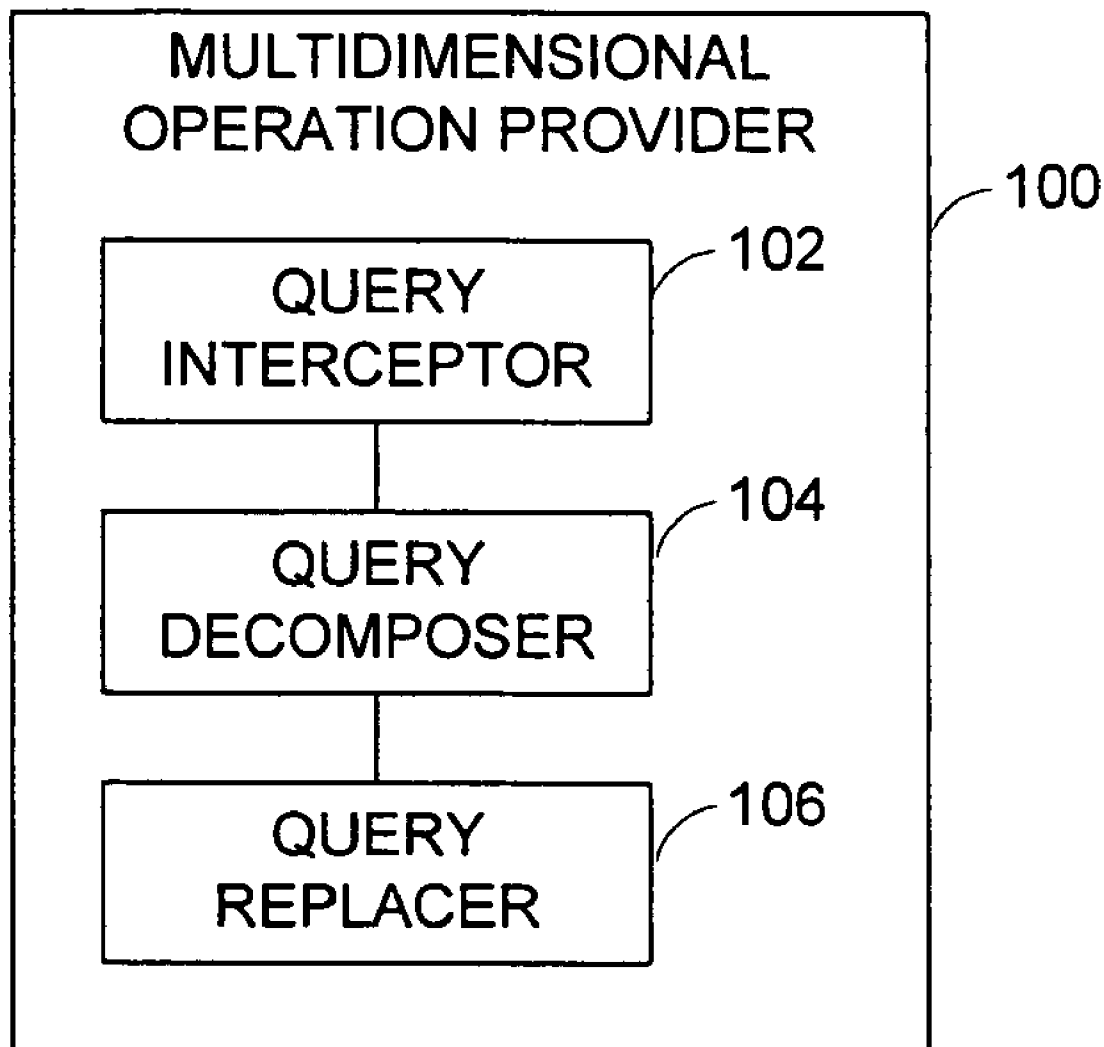 MULTIDIMENSIONAL
OPERATION PROVIDER
100
QUERY
INTERCEPTOR
102
QUERY
DECOMPOSER
104
QUERY
REPLACER
106